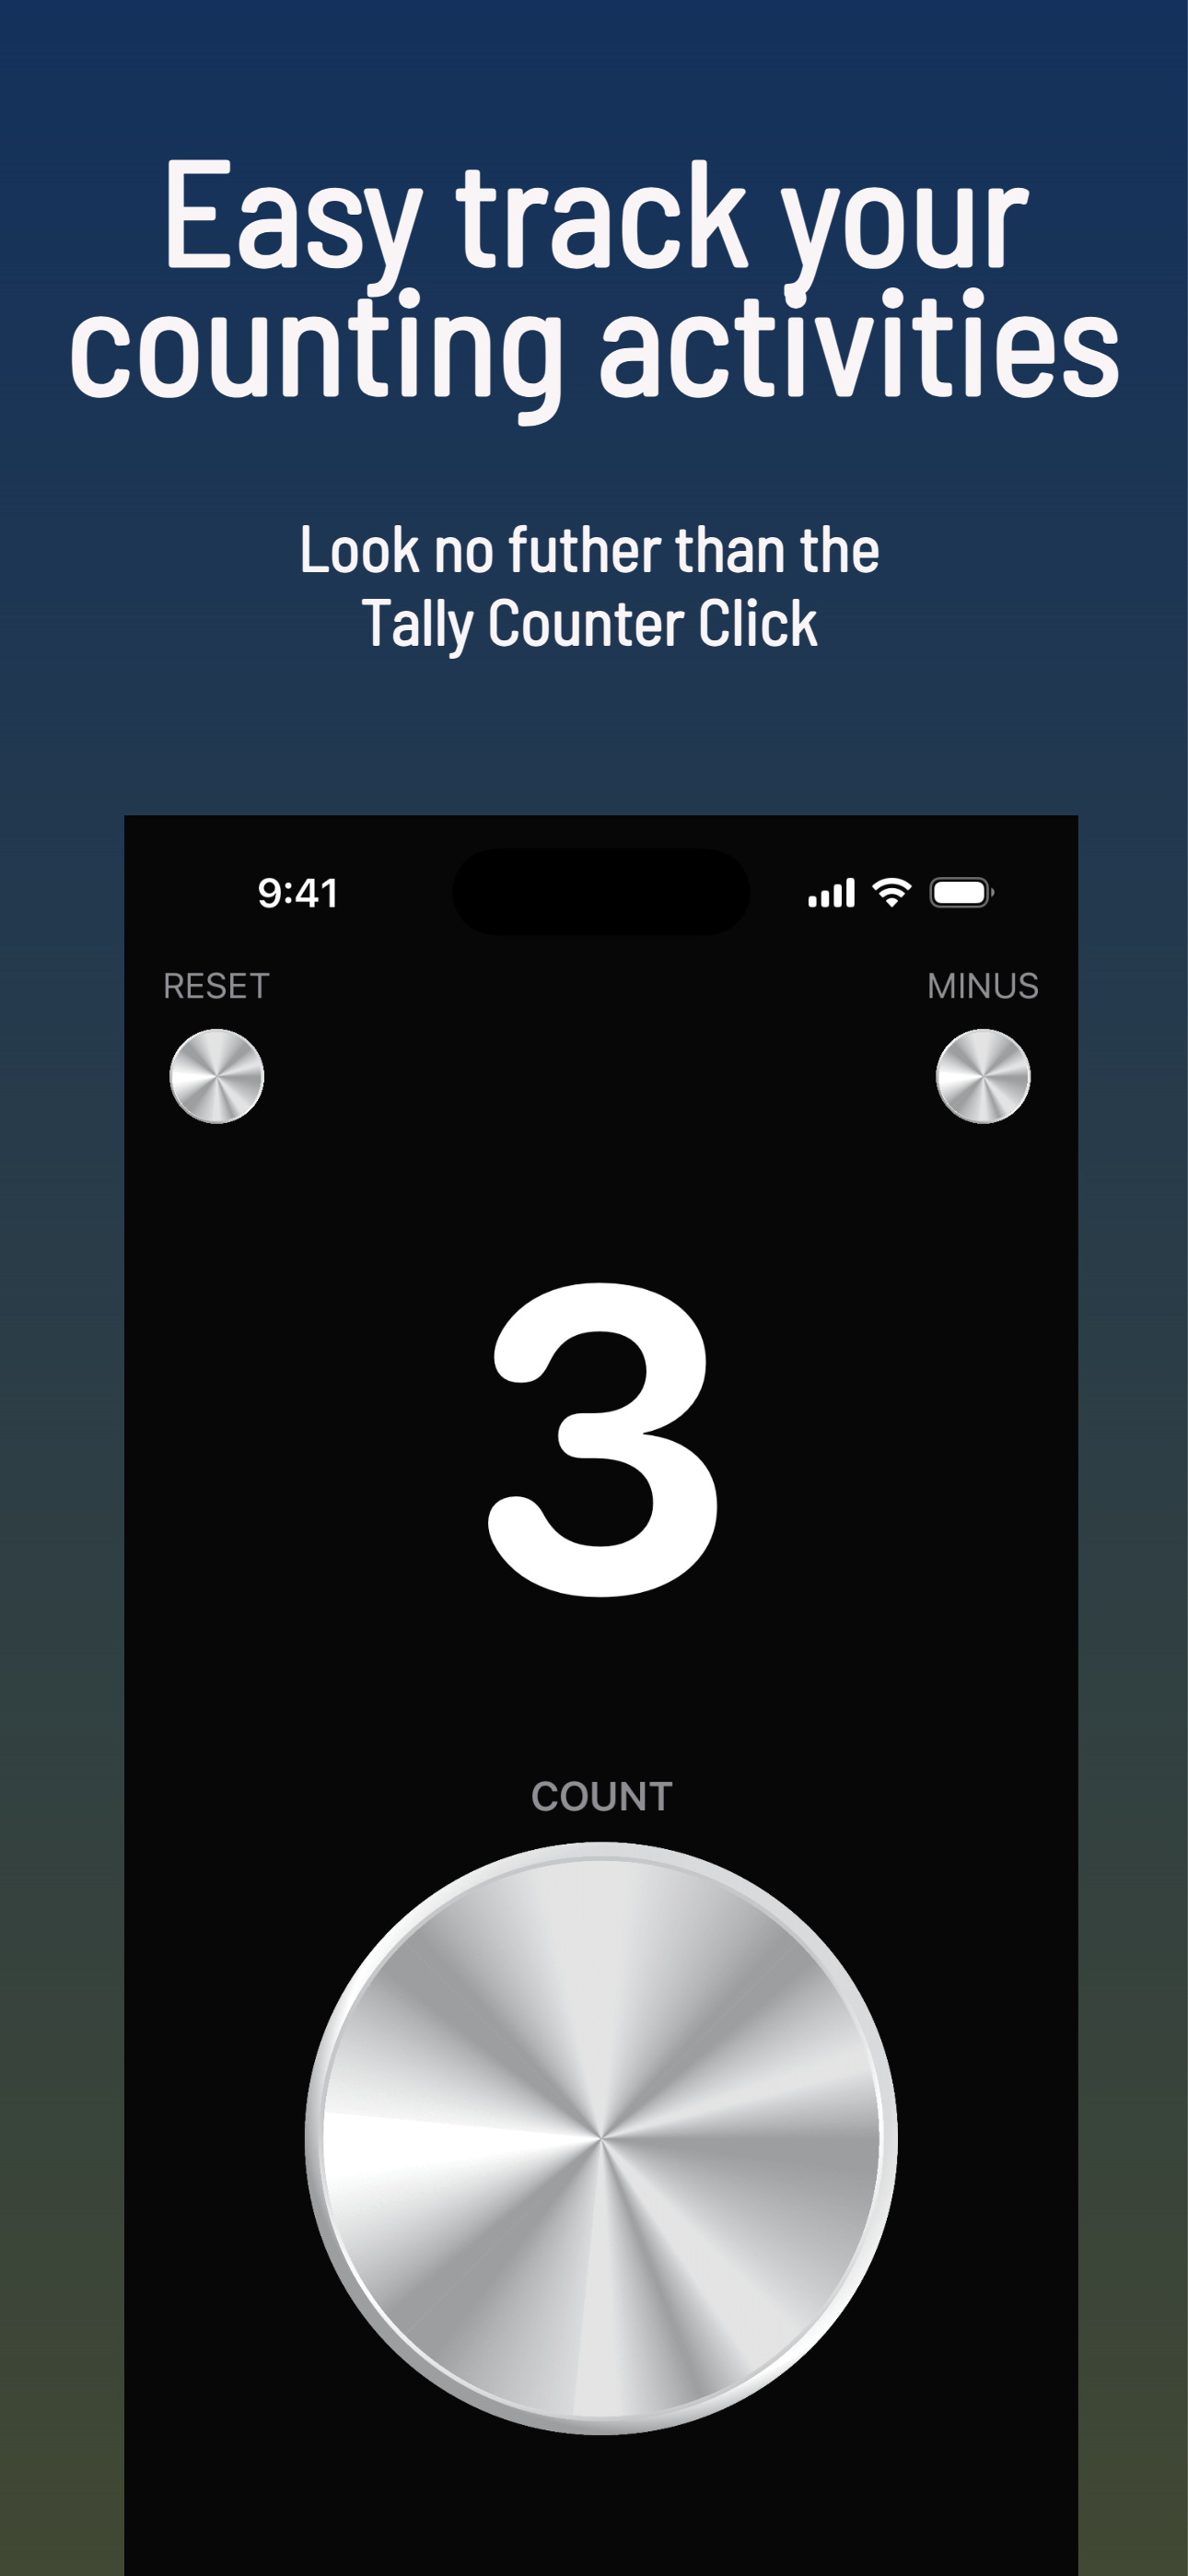 Easy track your
counting activities
Look no futher than the
Tally Counter Click
9:41
RESET
MINUS
3
COUNT